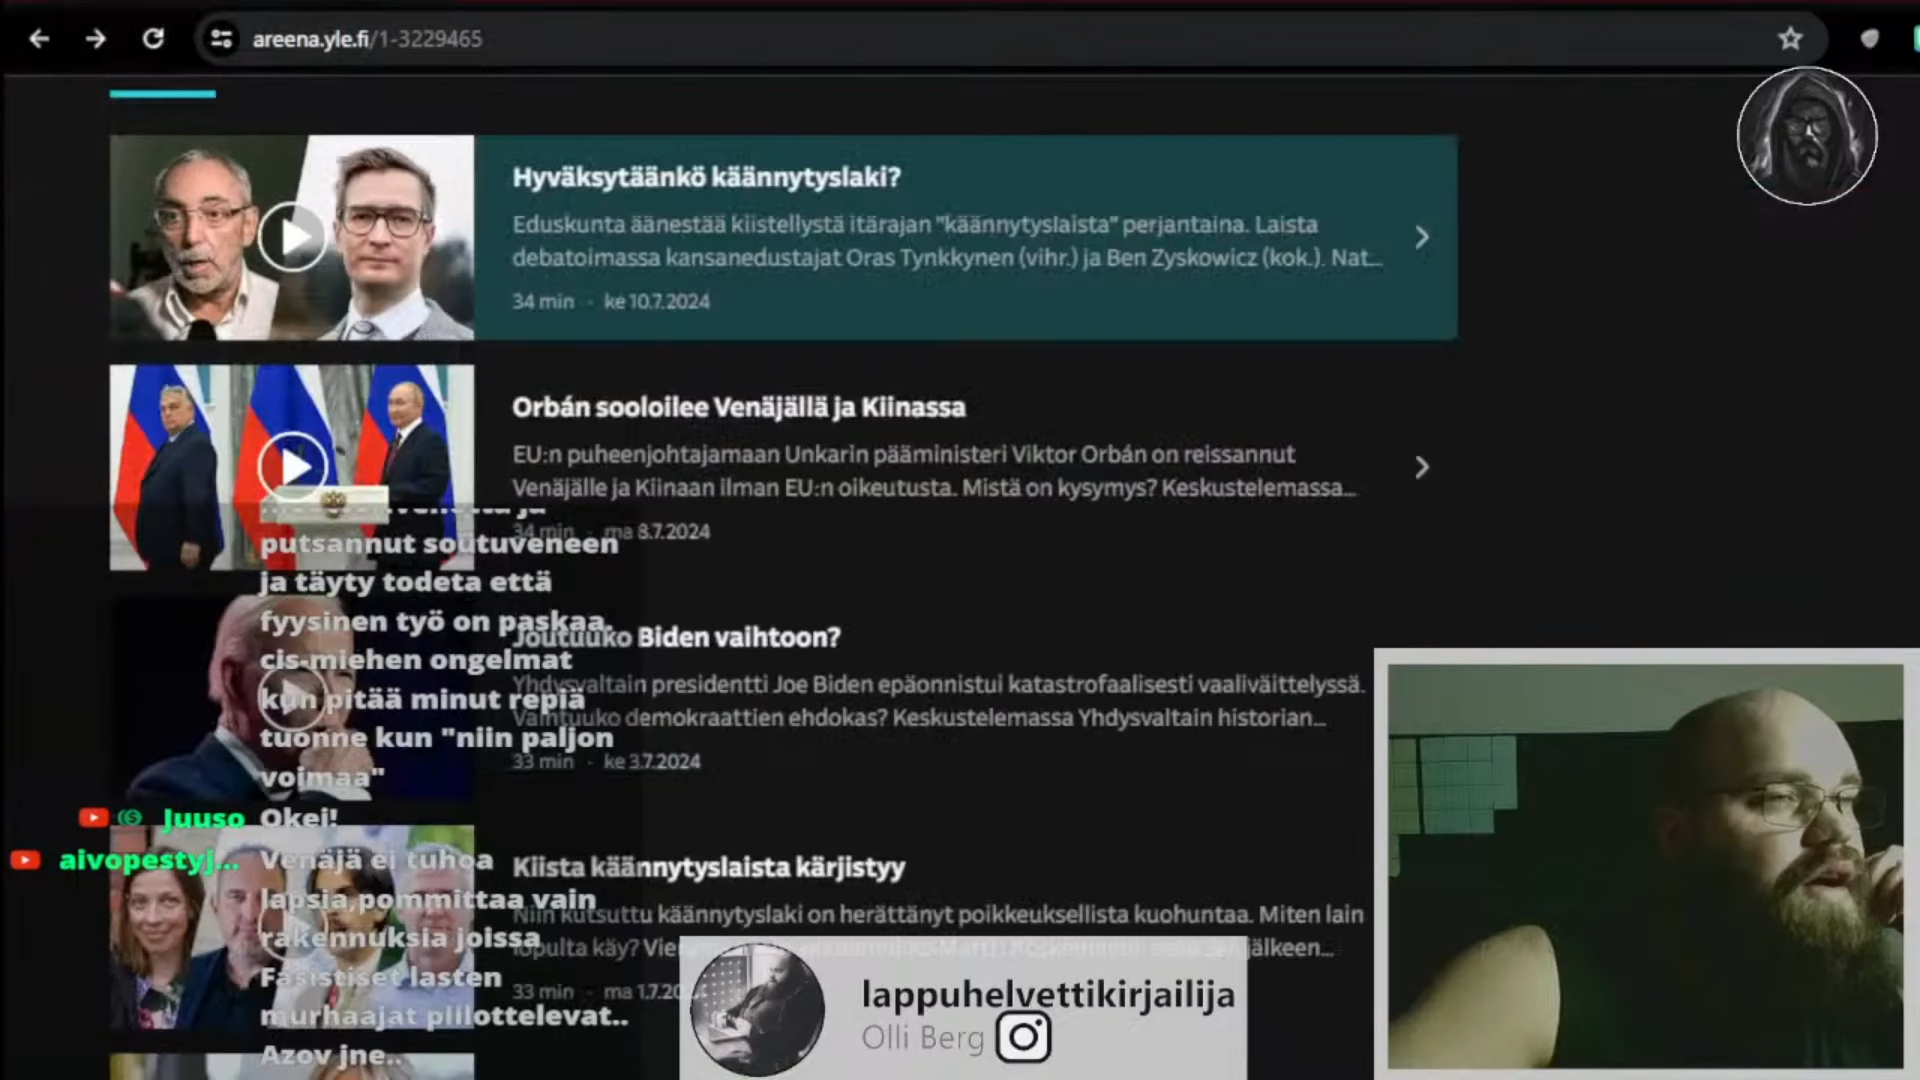 areena.yle.fi/1-3229465
Hyväksytäänkö käännytyslaki?
Eduskunta äänestää kiistellystä itärajan "käännytyslaista" perjantaina. Laista
debatoimassa kansanedustajat Oras Tynkkynen (vihr.) ja Ben Zyskowicz (kok.). Nat...
34 min · ke 10.7.2024
Orbán sooloilee Venäjällä ja Kiinassa
EU:n puheenjohtajamaan Unkarin pääministeri Viktor Orbán on reissannut
Venäjälle ja Kiinaan ilman EU:n oikeutusta. Mistä on kysymys? Keskustelemassa...
34 min · ma 8.7.2024
Joutuuko Biden vaihtoon?
Yhdysvaltain presidentti Joe Biden epäonnistui katastrofaalisesti vaaliväittelyssä.
Vaihtuuko demokraattien ehdokas? Keskustelemassa Yhdysvaltain historian...
33 min · ke 3.7.2024
Kiista käännytyslaista kärjistyy
Niin kutsuttu käännytyslaki on herättänyt poikkeuksellista kuohuntaa. Miten lain
lopulta käy? jälkeen...
33 min · ma 1.7.20
ja
putsannut soutuveneen
ja täyty todeta että
fyysinen työ on paskaa.
cis-miehen ongelmat
kun pitää minut repiä
tuonne kun "niin paljon
voimaa"
Juuso Okei!
aivopestyj... Venäjä ei tuhoa
lapsia,pommittaa vain
rakennuksia joissa
Fasistiset lasten
murhaajat piilottelevat..
Azov jne..
lappuhelvettikirjailija
Olli Berg